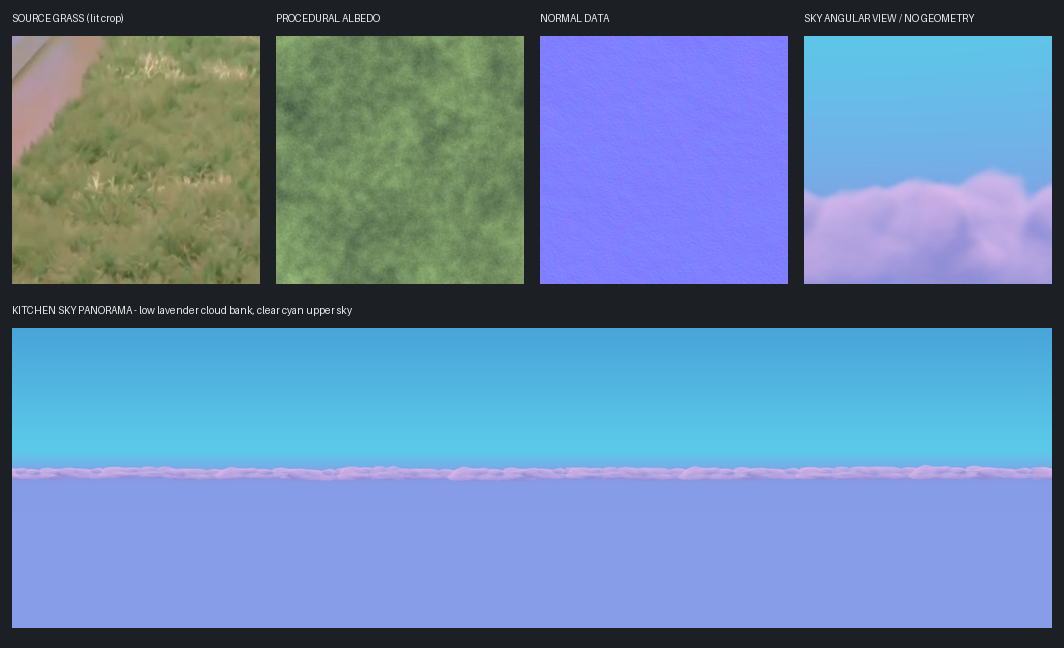 SOURCE GRASS (lit crop)
PROCEDURAL ALBEDO
NORMAL DATA
SKY ANGULAR VIEW / NO GEOMETRY
KITCHEN SKY PANORAMA - low lavender cloud bank, clear cyan upper sky